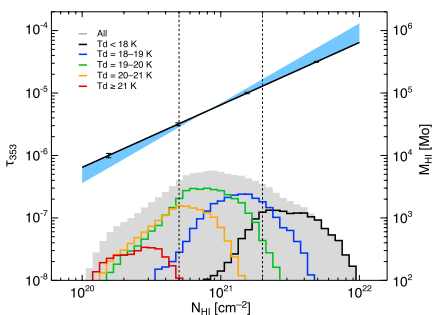 10⁻⁴
10⁻⁵
10⁻⁶
10⁻⁷
10⁻⁸
τ₃₅₃
All
Td < 18 K
Td = 18–19 K
Td = 19–20 K
Td = 20–21 K
Td ≥ 21 K
10⁶
10⁵
10⁴
10³
10²
M_HI [Mo]
10²⁰
10²¹
10²²
N_HI [cm⁻²]